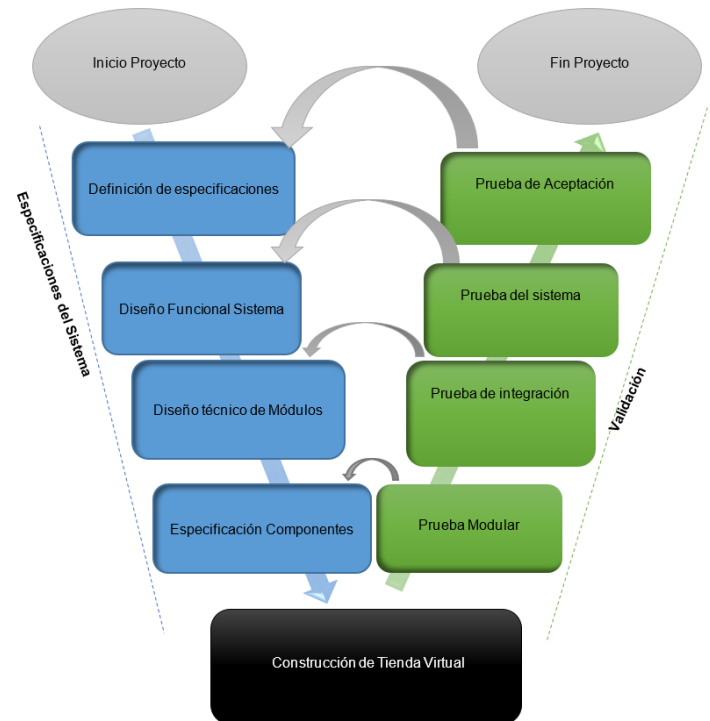 Inicio Proyecto
Fin Proyecto
Definición de especificaciones
Prueba de Aceptación
Especificaciones del Sistema
Diseño Funcional Sistema
Prueba del sistema
Diseño técnico de Módulos
Prueba de integración
Validación
Especificación Componentes
Prueba Modular
Construcción de Tienda Virtual